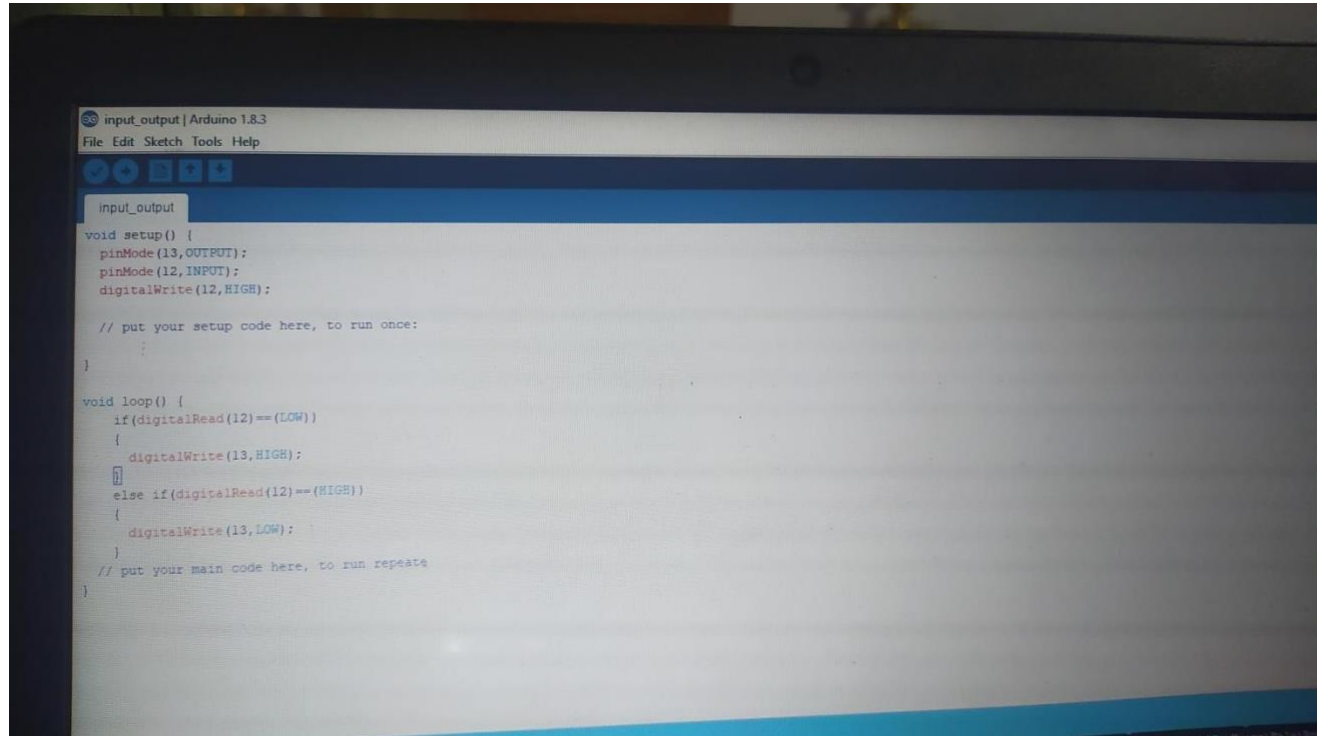 input_output | Arduino 1.8.3
File Edit Sketch Tools Help
input_output
void setup() {
pinMode(13,OUTPUT);
pinMode(12,INPUT);
digitalWrite(12,HIGH);
// put your setup code here, to run once:
}
void loop() {
if(digitalRead(12)==(LOW))
{
digitalWrite(13,HIGH);
}
else if(digitalRead(12)==(HIGH))
{
digitalWrite(13,LOW);
}
// put your main code here, to run repeate
}